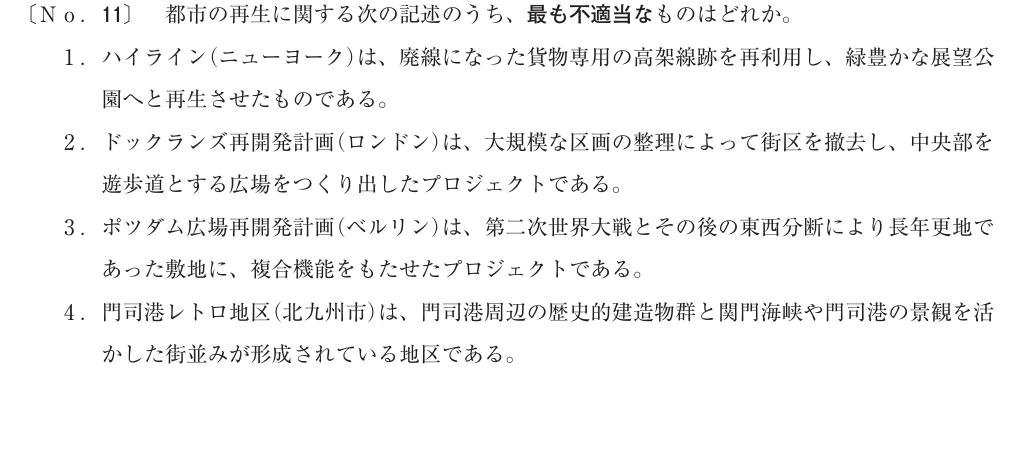 〔Ｎｏ．11〕　都市の再生に関する次の記述のうち、最も不適当なものはどれか。
１．ハイライン(ニューヨーク)は、廃線になった貨物専用の高架線跡を再利用し、緑豊かな展望公
園へと再生させたものである。
２．ドックランズ再開発計画(ロンドン)は、大規模な区画の整理によって街区を撤去し、中央部を
遊歩道とする広場をつくり出したプロジェクトである。
３．ポツダム広場再開発計画(ベルリン)は、第二次世界大戦とその後の東西分断により長年更地で
あった敷地に、複合機能をもたせたプロジェクトである。
４．門司港レトロ地区(北九州市)は、門司港周辺の歴史的建造物群と関門海峡や門司港の景観を活
かした街並みが形成されている地区である。